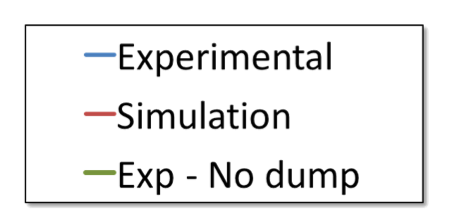 Experimental
Simulation
Exp - No dump